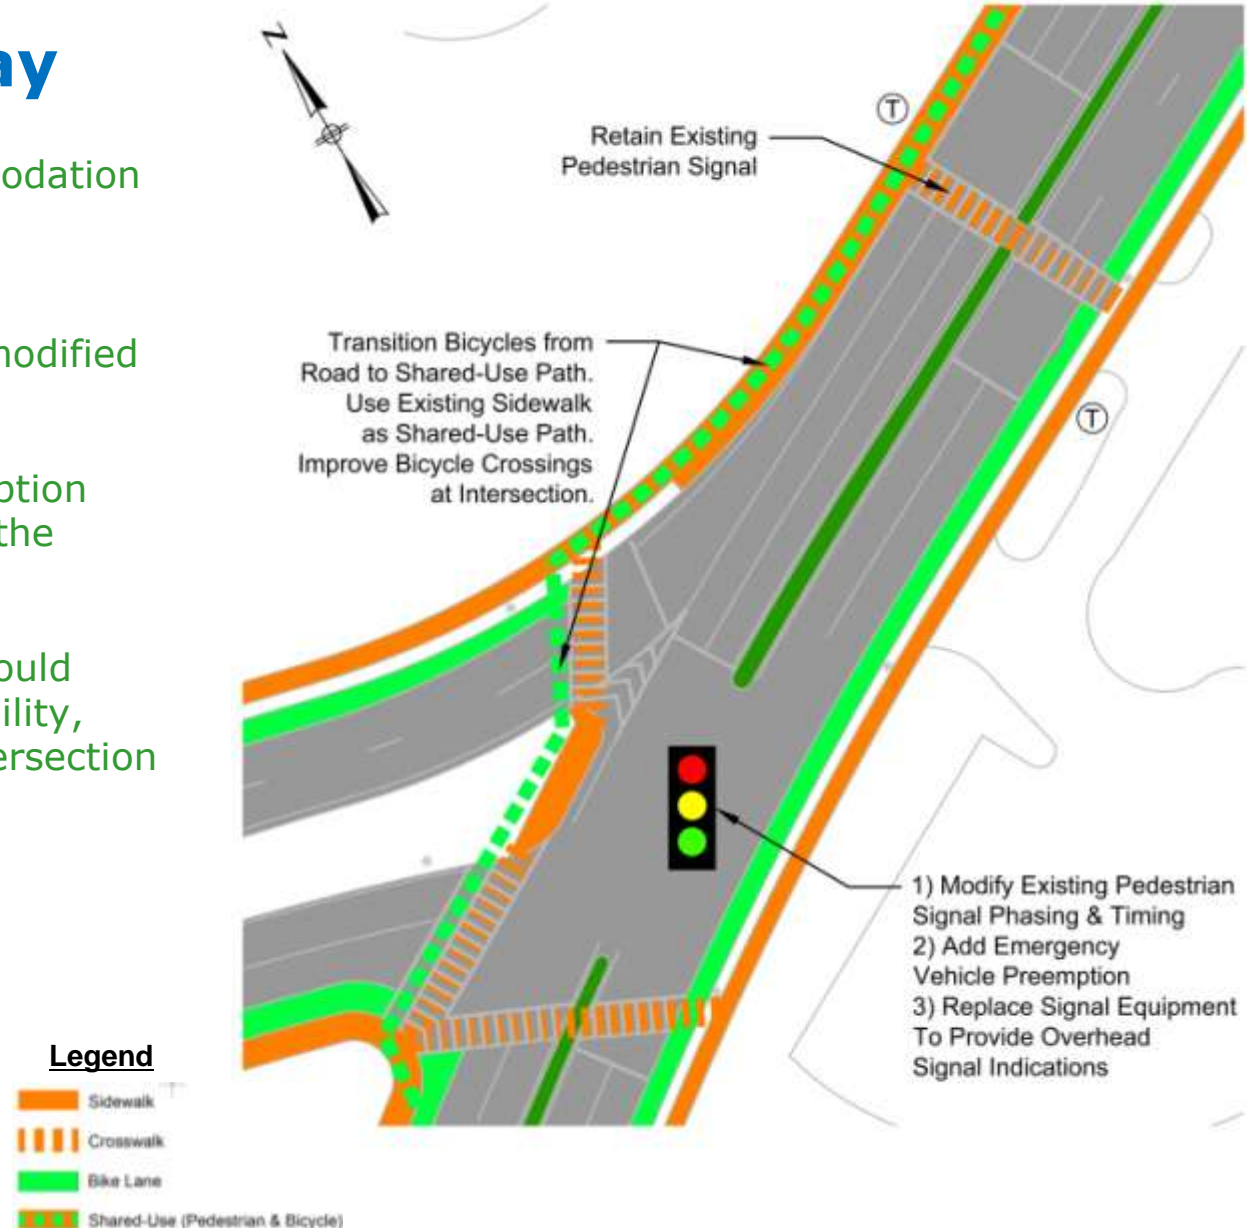 ay
odation
modified
ption
the
ould
ility,
ersection
N
T
Retain Existing
Pedestrian Signal
Transition Bicycles from
Road to Shared-Use Path.
Use Existing Sidewalk
as Shared-Use Path.
Improve Bicycle Crossings
at Intersection.
T
1) Modify Existing Pedestrian
Signal Phasing & Timing
2) Add Emergency
Vehicle Preemption
3) Replace Signal Equipment
To Provide Overhead
Signal Indications
Legend
Sidewalk
Crosswalk
Bike Lane
Shared-Use (Pedestrian & Bicycle)